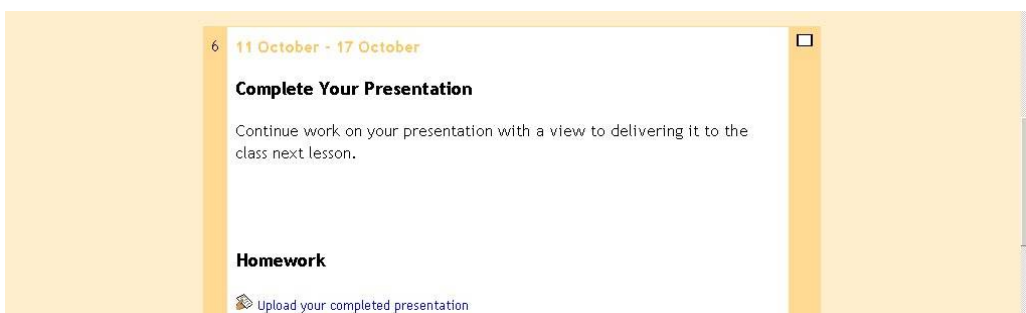 6 11 October - 17 October
Complete Your Presentation
Continue work on your presentation with a view to delivering it to the
class next lesson.
Homework
Upload your completed presentation